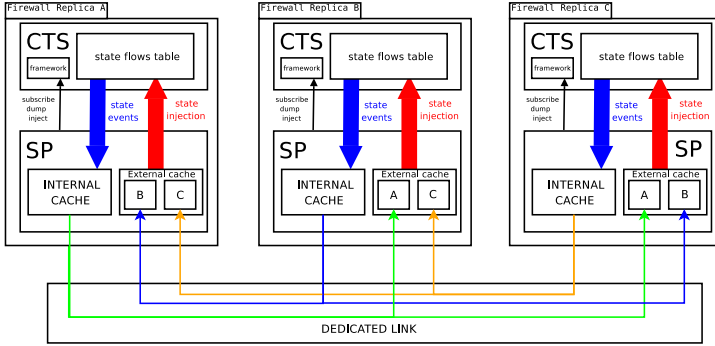 Firewall Replica A
CTS
state flows table
framework
subscribe
dump
inject
state
events
state
injection
SP
INTERNAL
CACHE
External cache
B
C
Firewall Replica B
CTS
state flows table
framework
subscribe
dump
inject
state
events
state
injection
SP
INTERNAL
CACHE
External cache
A
C
Firewall Replica C
CTS
state flows table
framework
subscribe
dump
inject
state
events
state
injection
SP
INTERNAL
CACHE
External cache
A
B
DEDICATED LINK